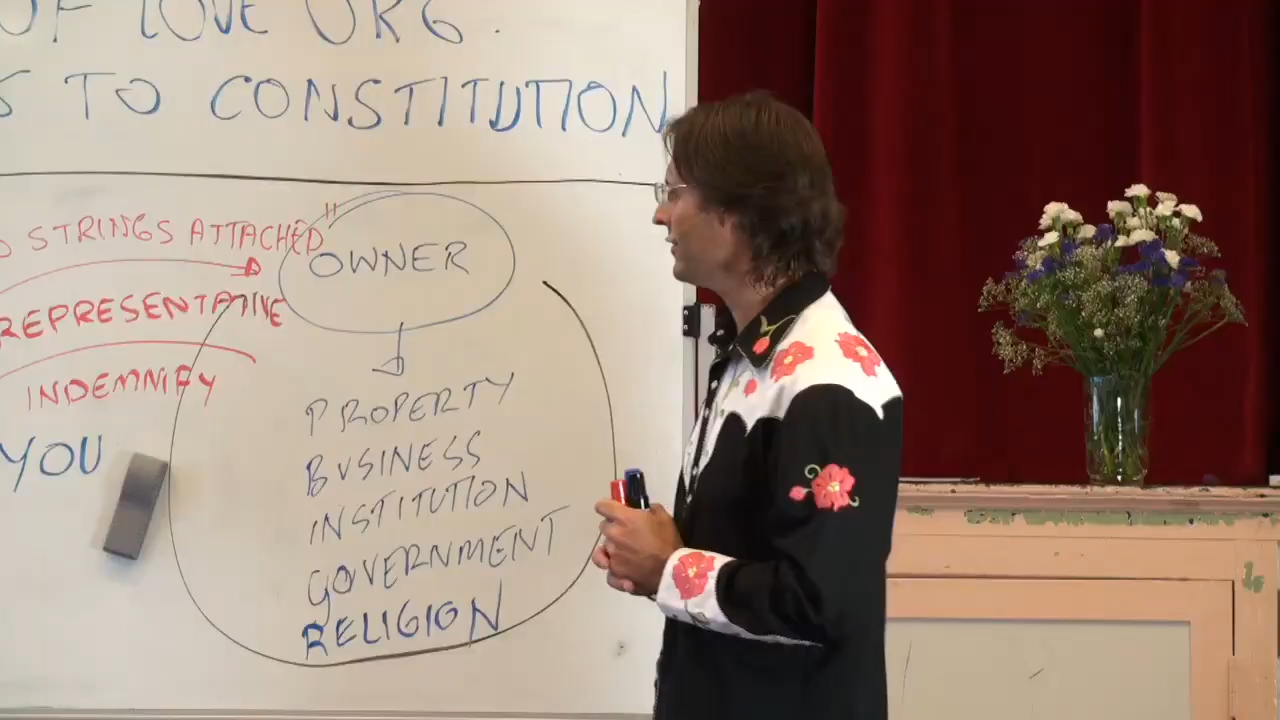 OF LOVE ORG.
S TO CONSTITUTION
STRINGS ATTACHED"
OWNER
REPRESENTATIVE
INDEMNIFY
YOU
PROPERTY
BUSINESS
INSTITUTION
GOVERNMENT
RELIGION